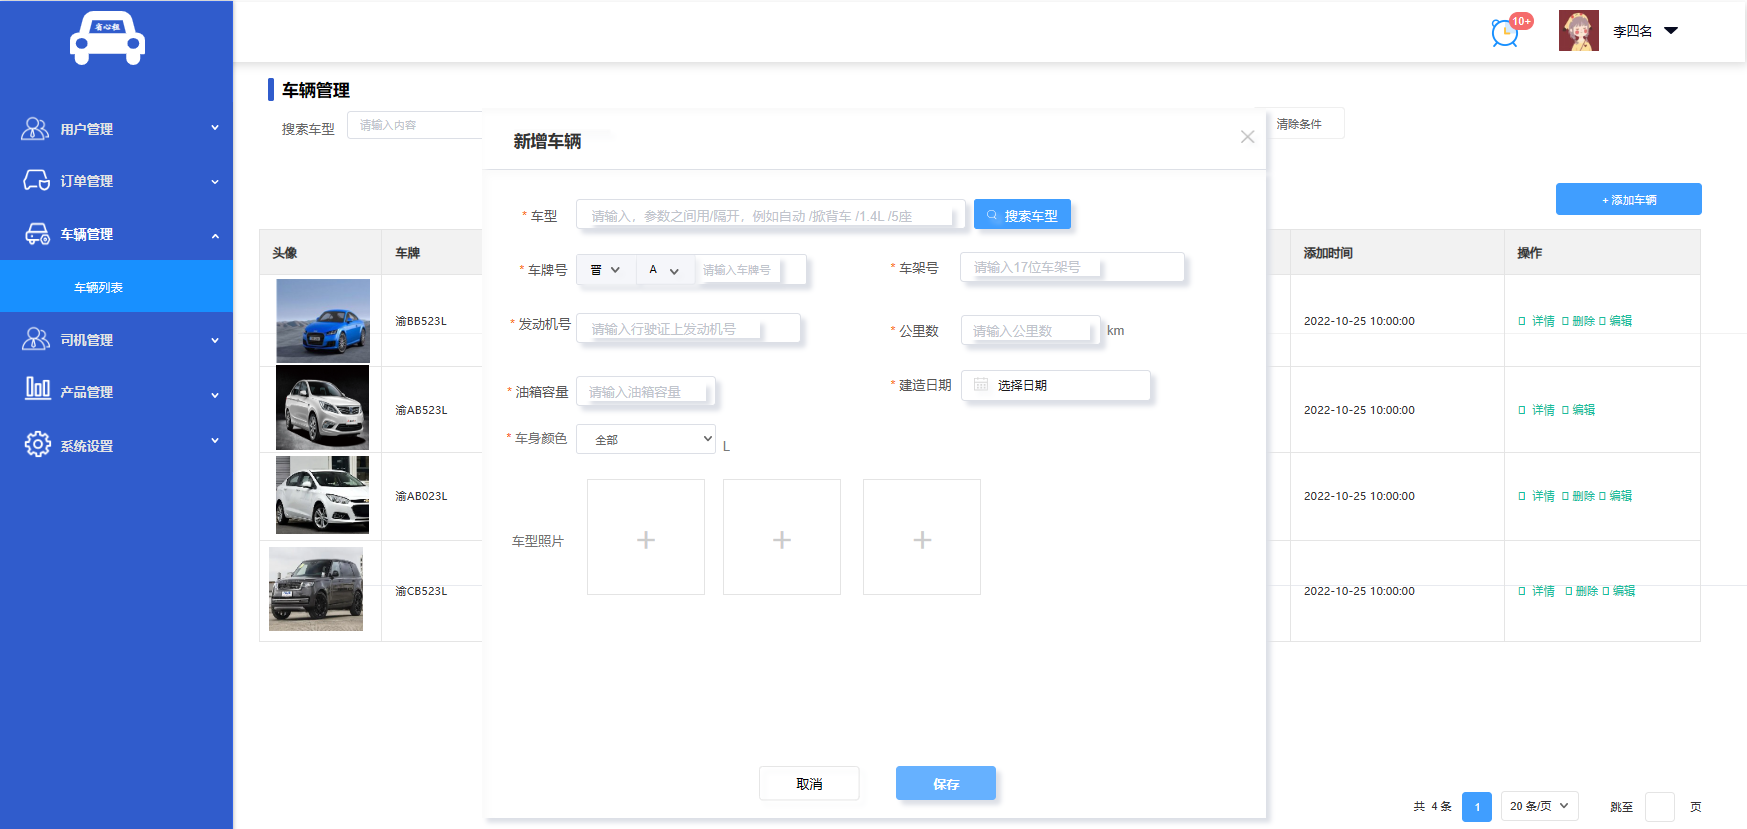 省心租
10+
李四名
用户管理
订单管理
车辆管理
车辆列表
司机管理
产品管理
系统设置
车辆管理
搜索车型
请输入内容
清除条件
+ 添加车辆
头像
车牌
添加时间
操作
渝BB523L
2022-10-25 10:00:00
详情 删除 编辑
渝AB523L
2022-10-25 10:00:00
详情 编辑
渝AB023L
2022-10-25 10:00:00
详情 删除 编辑
渝CB523L
2022-10-25 10:00:00
详情 删除 编辑
新增车辆
* 车型
请输入，参数之间用/隔开，例如自动 /掀背车 /1.4L /5座
搜索车型
* 车牌号
晋
A
请输入车牌号
* 车架号
请输入17位车架号
* 发动机号
请输入行驶证上发动机号
* 公里数
请输入公里数
km
* 油箱容量
请输入油箱容量
* 建造日期
选择日期
* 车身颜色
全部
L
车型照片
取消
保存
共 4 条
1
20 条/页
跳至
页